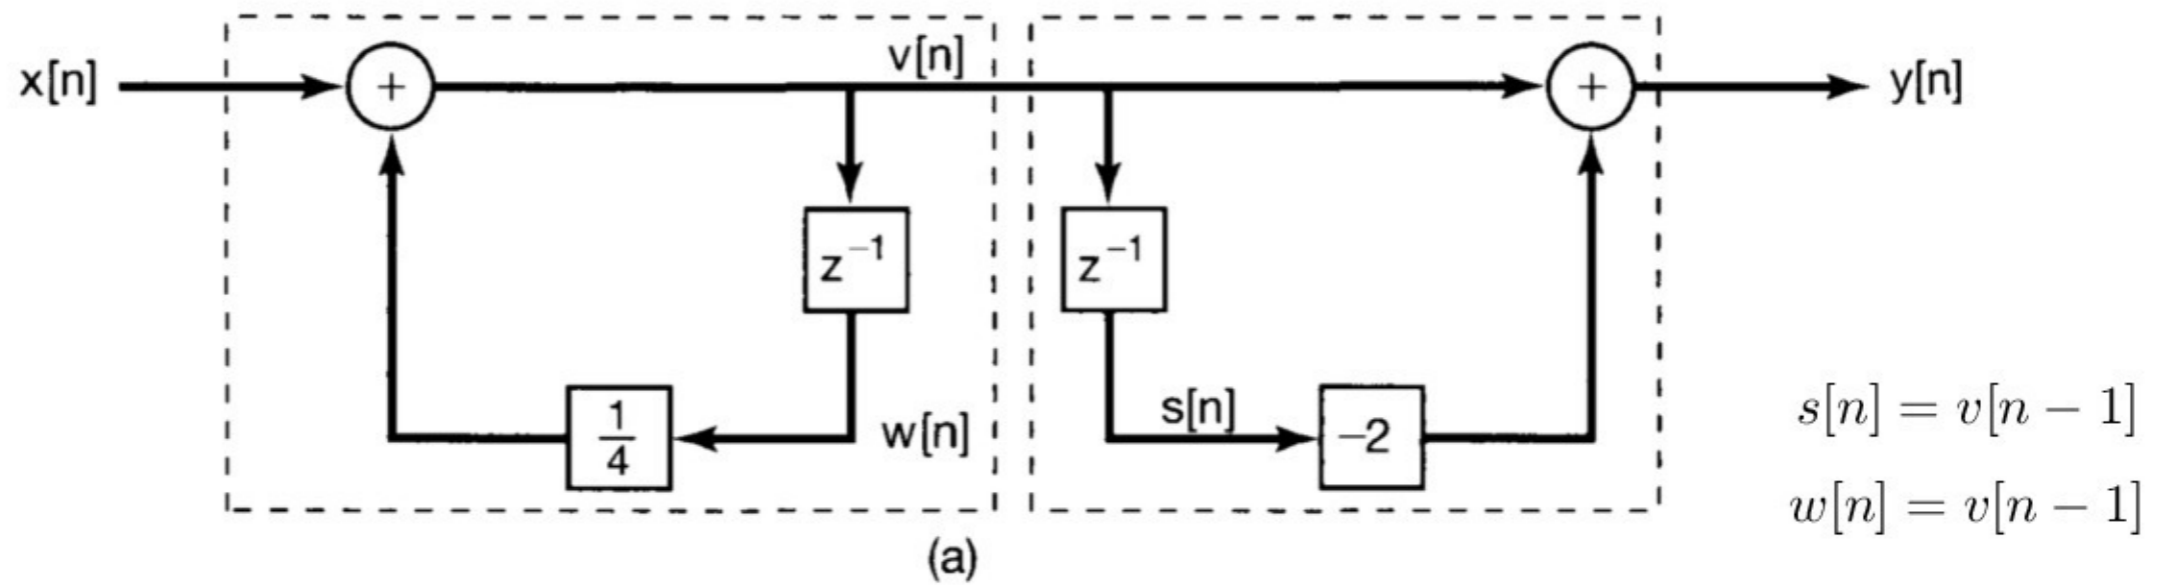 x[n] + v[n] + y[n]
z⁻¹ z⁻¹
1/4 w[n] s[n] −2
s[n] = v[n − 1]
w[n] = v[n − 1]
(a)